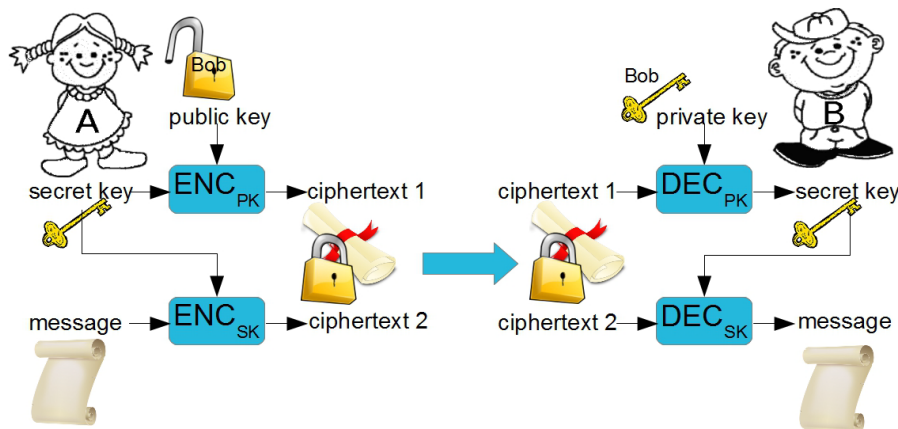 Bob
public key
A
secret key
ENC PK
ciphertext 1
message
ENC SK
ciphertext 2
Bob
private key
B
ciphertext 1
DEC PK
secret key
ciphertext 2
DEC SK
message